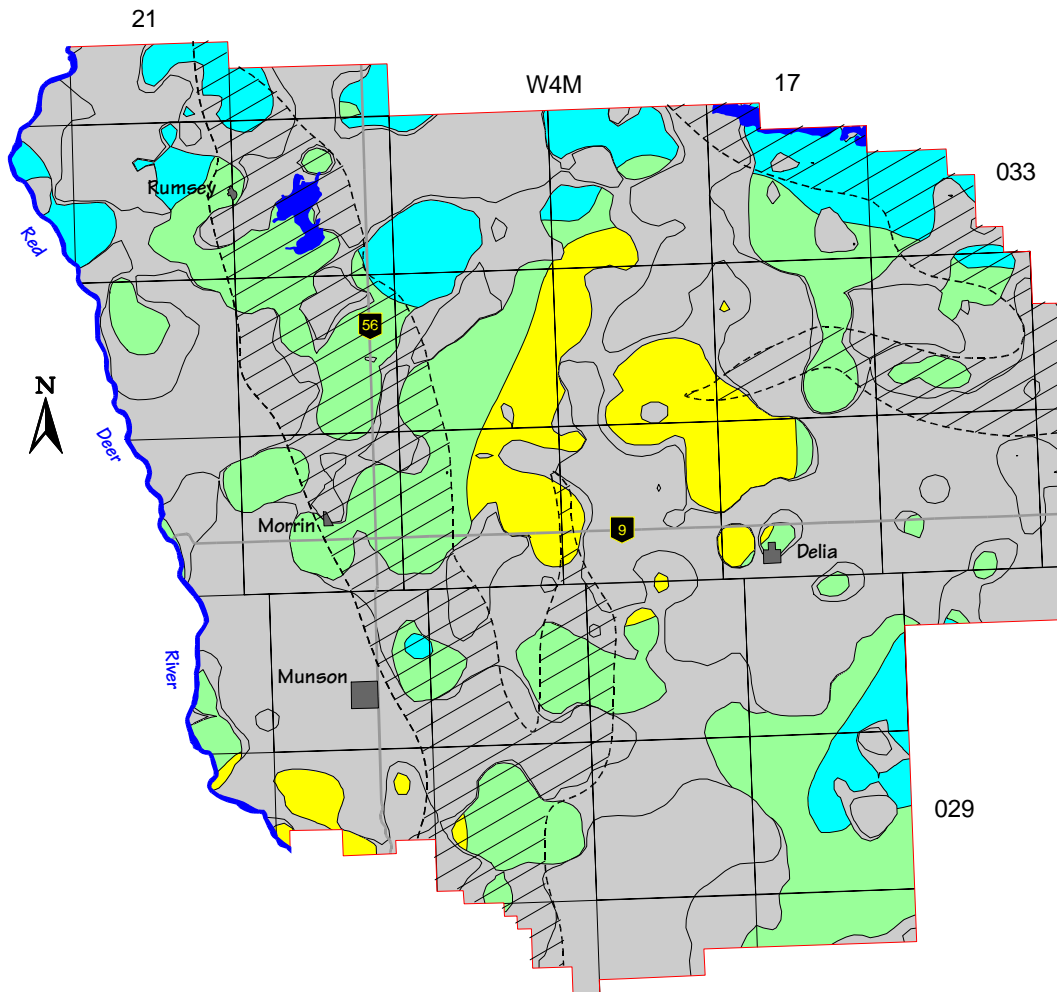 21
W4M
17
033
Rumsey
Red
56
N
Deer
Morrin
9
Delia
River
Munson
029